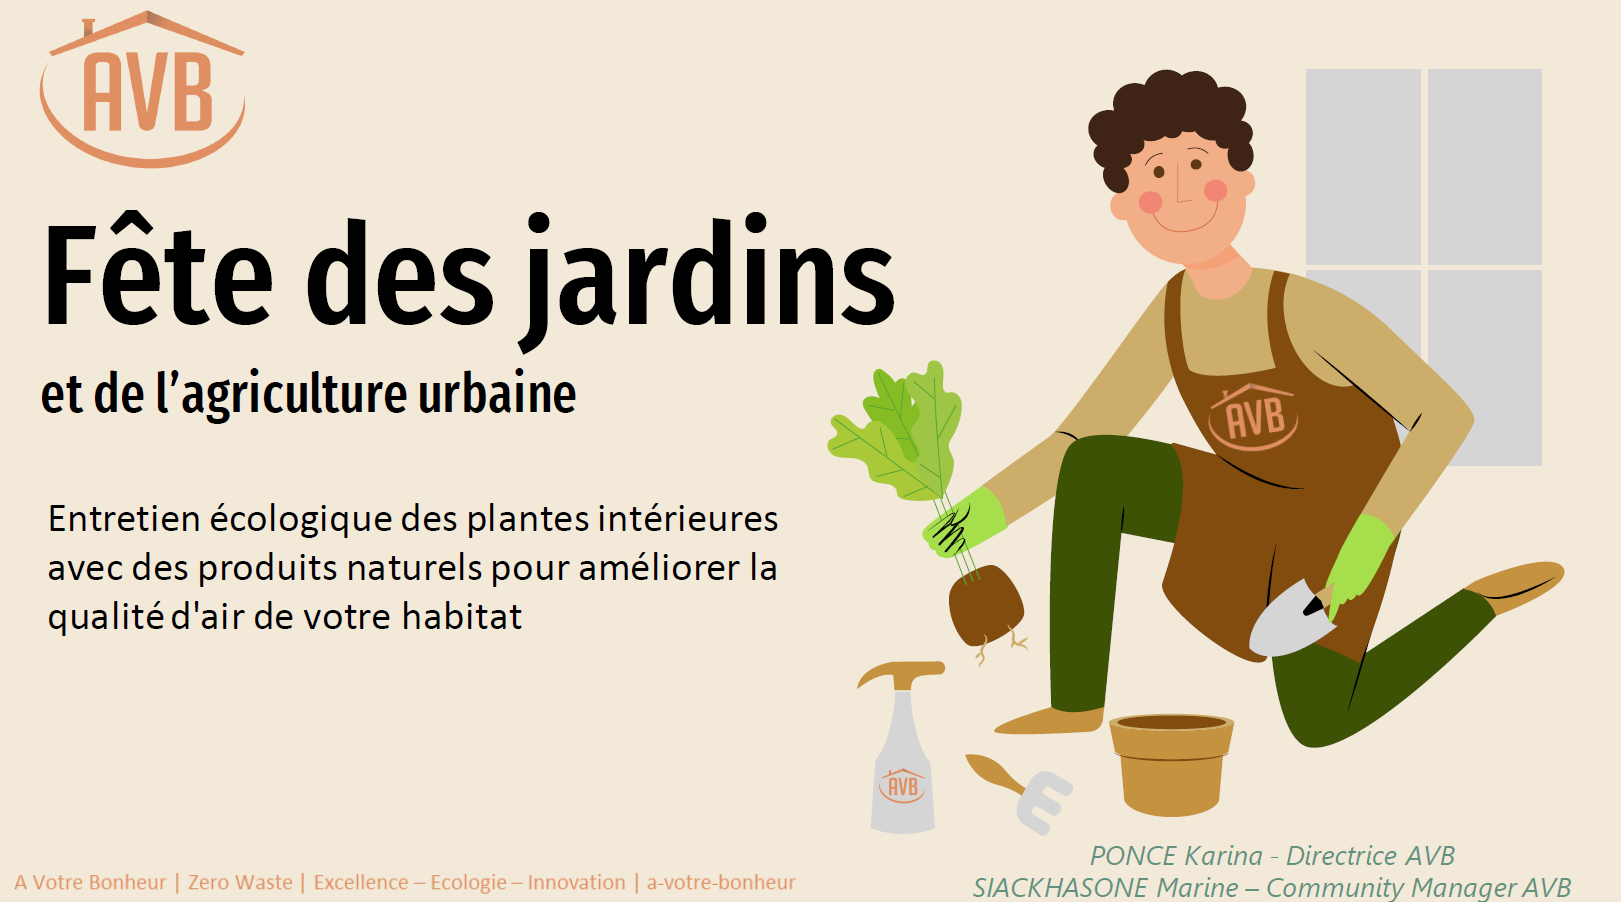 AVB
Fête des jardins
et de l’agriculture urbaine
Entretien écologique des plantes intérieures
avec des produits naturels pour améliorer la
qualité d'air de votre habitat
AVB
AVB
PONCE Karina - Directrice AVB
SIACKHASONE Marine – Community Manager AVB
A Votre Bonheur | Zero Waste | Excellence – Ecologie – Innovation | a-votre-bonheur